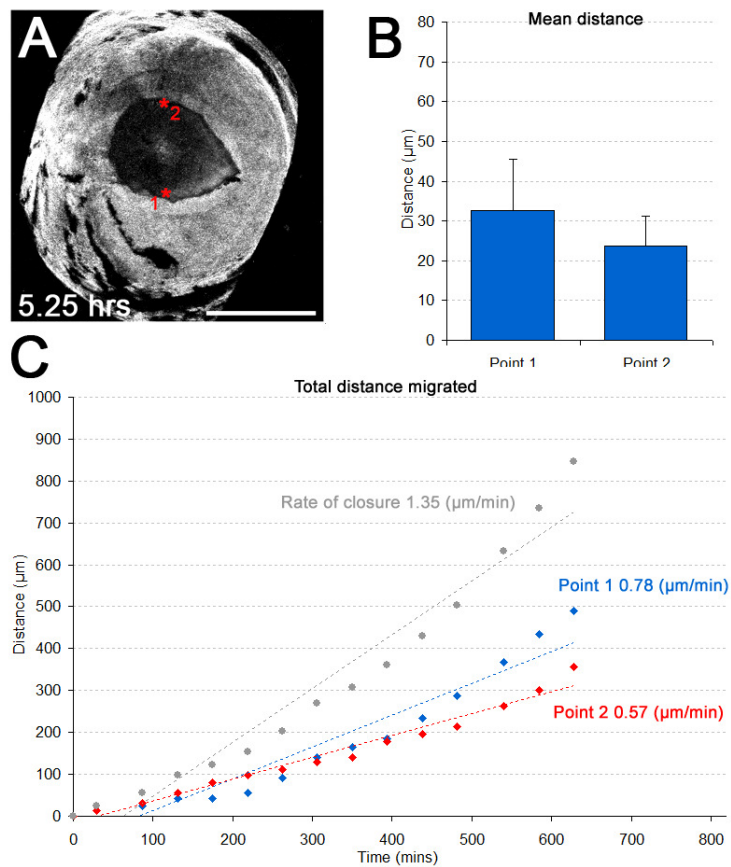 A
* 2
1 *
5.25 hrs
B
Mean distance
Distance (µm)
80
70
60
50
40
30
20
10
0
Point 1
Point 2
C
Total distance migrated
Distance (µm)
1000
900
800
700
600
500
400
300
200
100
0
Rate of closure 1.35 (µm/min)
Point 1 0.78 (µm/min)
Point 2 0.57 (µm/min)
0 100 200 300 400 500 600 700 800
Time (mins)